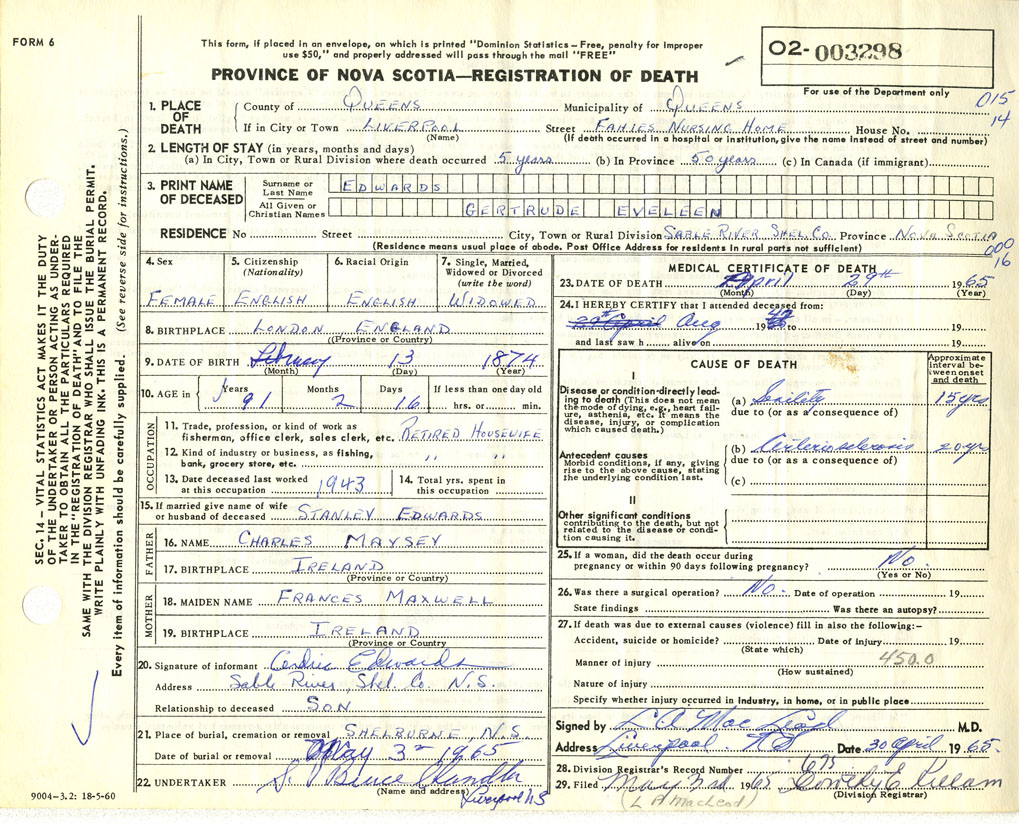 FORM 6
This form, if placed in an envelope, on which is printed "Dominion Statistics – Free, penalty for improper
use $50," and properly addressed will pass through the mail "FREE"
PROVINCE OF NOVA SCOTIA—REGISTRATION OF DEATH
02- 003298
For use of the Department only
015
14
1. PLACE OF DEATH County of QUEENS Municipality of QUEENS
If in City or Town LIVERPOOL Street FAHIES NURSING HOME House No.
(Name) (If death occurred in a hospital or institution, give the name instead of street and number)
2. LENGTH OF STAY (in years, months and days)
(a) In City, Town or Rural Division where death occurred 5 years (b) In Province 50 years (c) In Canada (if immigrant)
3. PRINT NAME OF DECEASED Surname or Last Name EDWARDS
All Given or Christian Names GERTRUDE EVELEEN
RESIDENCE No Street City, Town or Rural Division SABLE RIVER SHEL. CO. Province NOVA SCOTIA
(Residence means usual place of abode. Post Office Address for residents in rural parts not sufficient)
000
16
4. Sex 5. Citizenship (Nationality) 6. Racial Origin 7. Single, Married, Widowed or Divorced (write the word)
FEMALE ENGLISH ENGLISH WIDOWED
8. BIRTHPLACE LONDON ENGLAND
(Province or Country)
9. DATE OF BIRTH February 13 1874
(Month) (Day) (Year)
10. AGE in Years Months Days If less than one day old
91 2 16 hrs. or min.
OCCUPATION
11. Trade, profession, or kind of work as
fisherman, office clerk, sales clerk, etc. RETIRED HOUSEWIFE
12. Kind of industry or business, as fishing,
bank, grocery store, etc. " "
13. Date deceased last worked at this occupation 1943 14. Total yrs. spent in this occupation
15. If married give name of wife or husband of deceased STANLEY EDWARDS
FATHER
16. NAME CHARLES MAYSEY
17. BIRTHPLACE IRELAND
(Province or Country)
MOTHER
18. MAIDEN NAME FRANCES MAXWELL
19. BIRTHPLACE IRELAND
(Province or Country)
20. Signature of informant Cedric Edwards
Address Sable River, Shel. Co. N.S.
Relationship to deceased SON
21. Place of burial, cremation or removal SHELBURNE, N.S.
Date of burial or removal May 3rd 1965
22. UNDERTAKER Bruce Chandler
(Name and address) Liverpool NS
9004-3.2: 18-5-60
MEDICAL CERTIFICATE OF DEATH
23. DATE OF DEATH April 29th 1965
(Month) (Day) (Year)
24. I HEREBY CERTIFY that I attended deceased from:
29th April Aug 19 to 19
and last saw h alive on 19
CAUSE OF DEATH
Approximate interval between onset and death
I
Disease or condition directly leading to death (This does not mean the mode of dying, e.g., heart failure, asthenia, etc. It means the disease, injury, or complication which caused death.)
(a) Senility 15 yrs
due to (or as a consequence of)
Antecedent causes
Morbid conditions, if any, giving rise to the above cause, stating the underlying condition last.
(b) Arteriosclerosis 20 yr
due to (or as a consequence of)
(c)
II
Other significant conditions
contributing to the death, but not related to the disease or condition causing it.
25. If a woman, did the death occur during
pregnancy or within 90 days following pregnancy? No.
(Yes or No)
26. Was there a surgical operation? No. Date of operation 19
State findings Was there an autopsy?
27. If death was due to external causes (violence) fill in also the following:–
Accident, suicide or homicide? Date of injury 19
(State which)
Manner of injury 450.0
(How sustained)
Nature of injury
Specify whether injury occurred in industry, in home, or in public place
Signed by L A MacLeod M.D.
Address Liverpool. NS Date 30 April 1965.
28. Division Registrar's Record Number 673
29. Filed May 3rd 1965 Killam
(L A MacLeod) (Division Registrar)
SEC. 14 – VITAL STATISTICS ACT MAKES IT THE DUTY
OF THE UNDERTAKER OR PERSON ACTING AS UNDER-
TAKER TO OBTAIN ALL THE PARTICULARS REQUIRED
IN THE "REGISTRATION OF DEATH" AND TO FILE THE
SAME WITH THE DIVISION REGISTRAR WHO SHALL ISSUE THE BURIAL PERMIT.
WRITE PLAINLY WITH UNFADING INK. THIS IS A PERMANENT RECORD.
Every item of information should be carefully supplied. (See reverse side for instructions.)